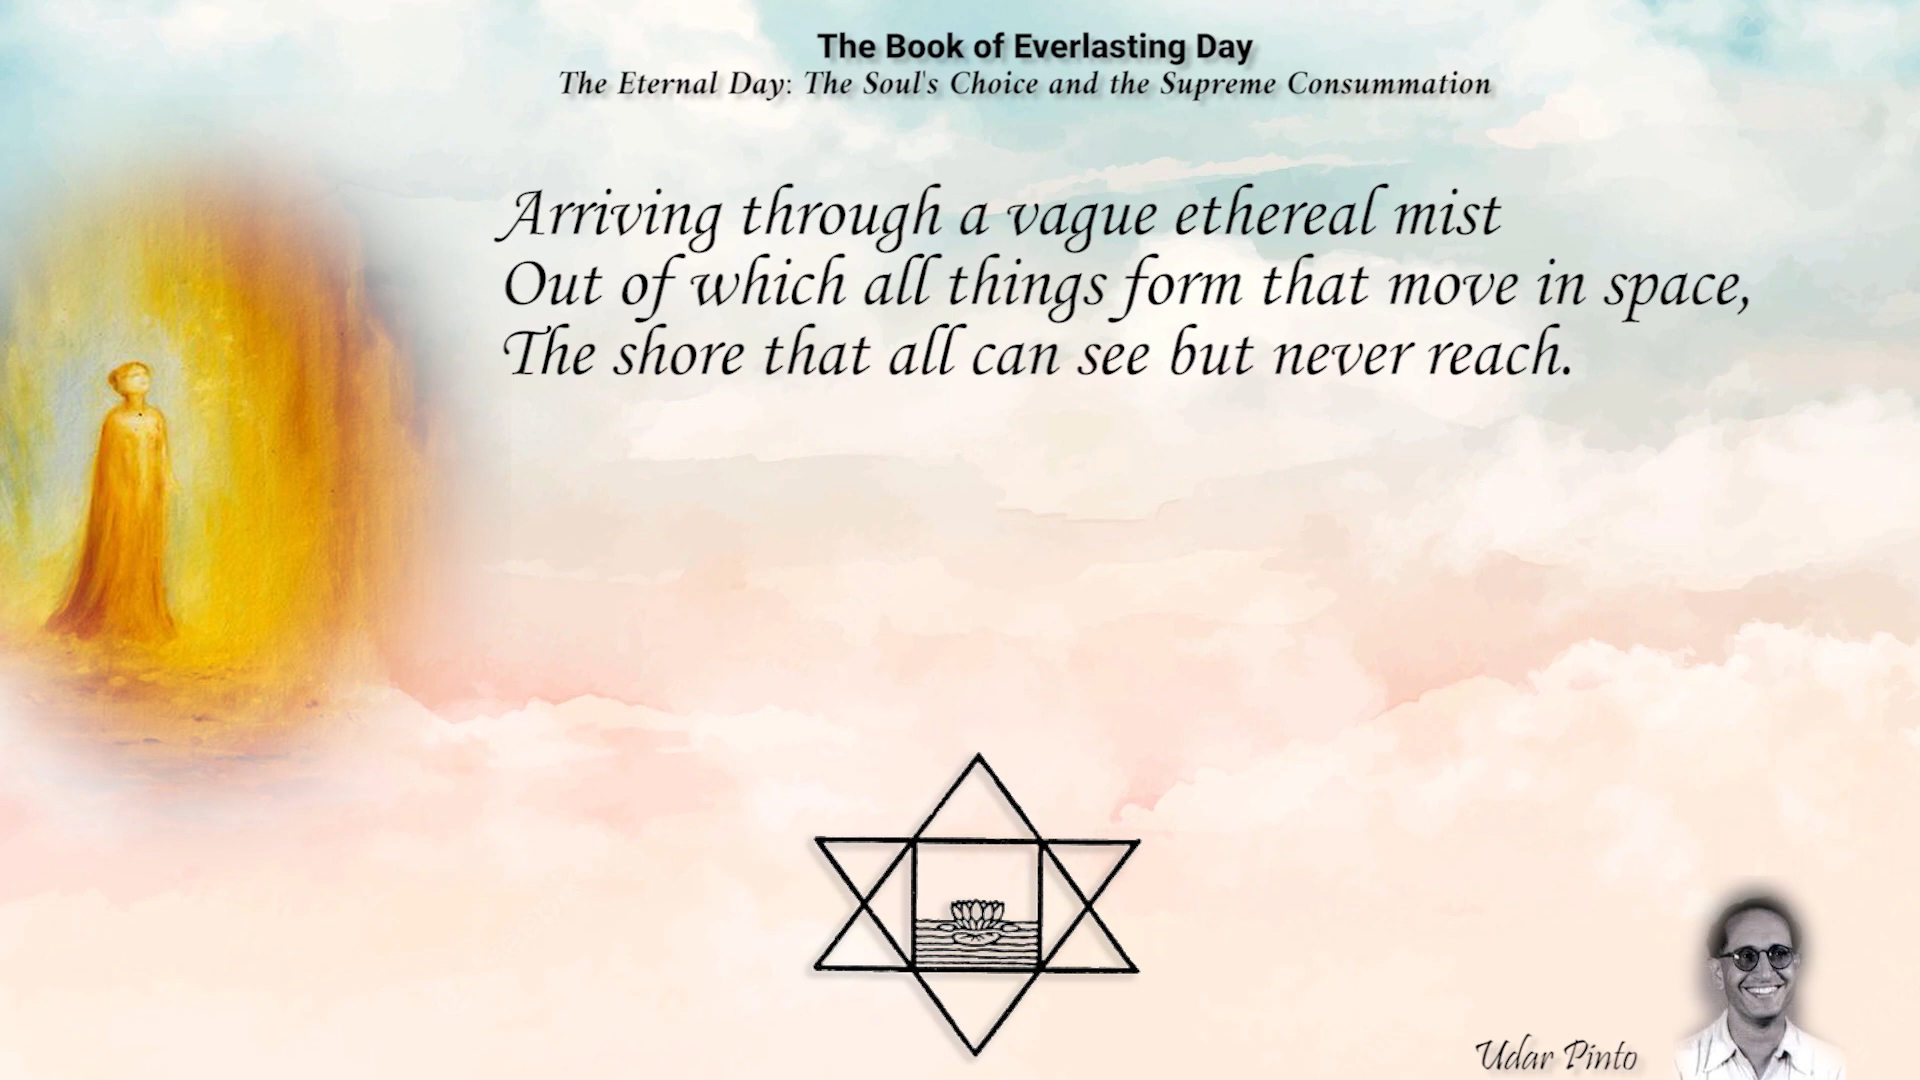 The Book of Everlasting Day
The Eternal Day: The Soul's Choice and the Supreme Consummation
Arriving through a vague ethereal mist
Out of which all things form that move in space,
The shore that all can see but never reach.
Udar Pinto